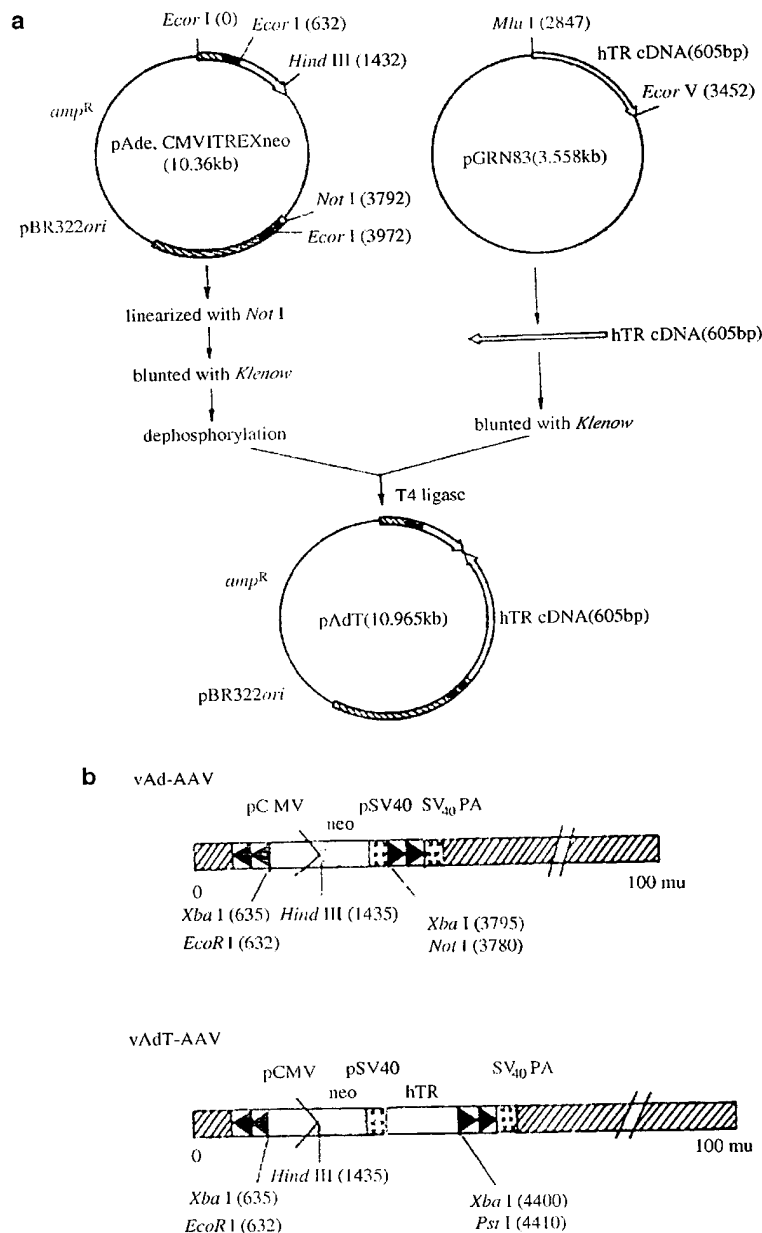 a
Ecor I (0)
Ecor I (632)
Hind III (1432)
ampR
pAde, CMVITREXneo
(10.36kb)
Not I (3792)
pBR322ori
Ecor I (3972)
linearized with Not I
blunted with Klenow
dephosphorylation
Mlu I (2847)
hTR cDNA(605bp)
Ecor V (3452)
pGRN83(3.558kb)
hTR cDNA(605bp)
blunted with Klenow
T4 ligase
ampR
pAdT(10.965kb)
hTR cDNA(605bp)
pBR322ori
b
vAd-AAV
pCMV
neo
pSV40
SV40 PA
0
100 mu
Xba I (635)
Hind III (1435)
Xba I (3795)
EcoR I (632)
Not I (3780)
vAdT-AAV
pCMV
neo
pSV40
hTR
SV40 PA
0
100 mu
Hind III (1435)
Xba I (635)
Xba I (4400)
EcoR I (632)
Pst I (4410)